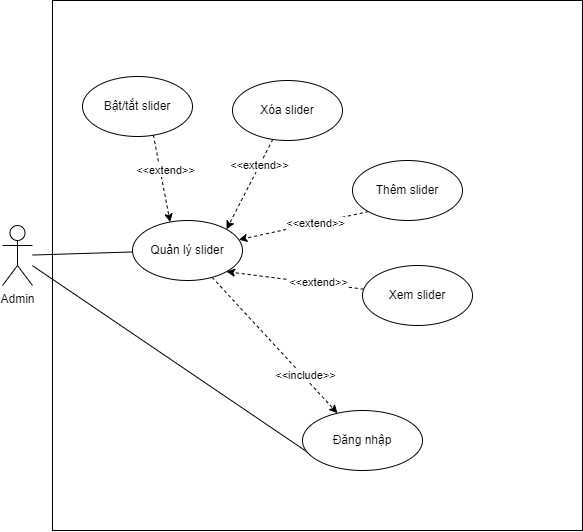 Bật/tắt slider
Xóa slider
<<extend>>
<<extend>>
Thêm slider
<<extend>>
Quản lý slider
<<extend>>
Xem slider
Admin
<<include>>
Đăng nhập